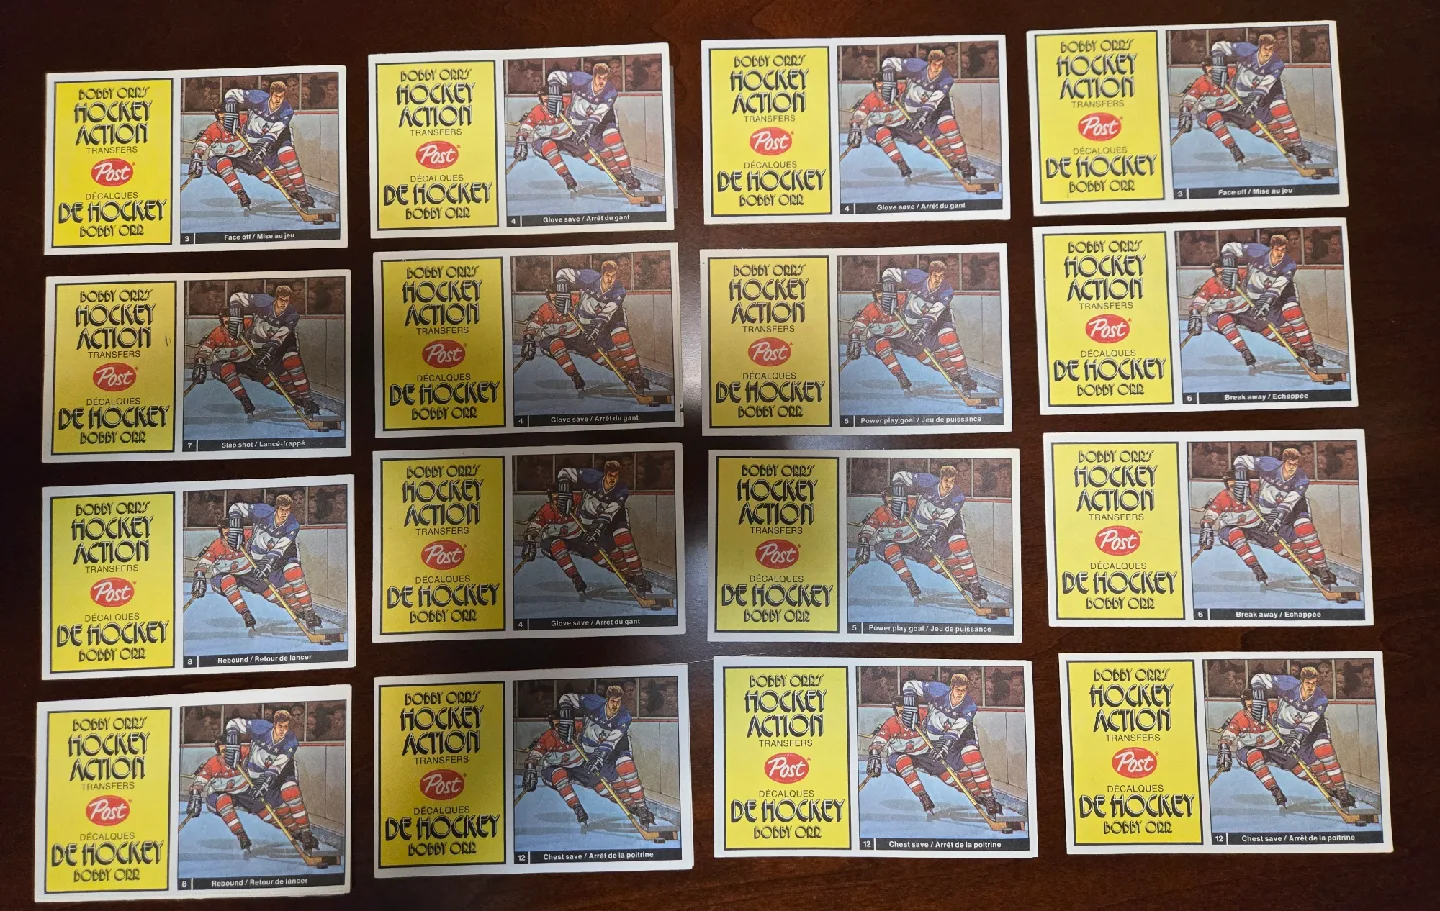 BOBBY ORR'S
HOCKEY
ACTION
TRANSFERS
Post
DÉCALQUES
DE HOCKEY
BOBBY ORR
3 Face off / Mise au jeu
BOBBY ORR'S
HOCKEY
ACTION
TRANSFERS
Post
DÉCALQUES
DE HOCKEY
BOBBY ORR
4 Glove save / Arrêt du gant
BOBBY ORR'S
HOCKEY
ACTION
TRANSFERS
Post
DÉCALQUES
DE HOCKEY
BOBBY ORR
4 Glove save / Arrêt du gant
BOBBY ORR'S
HOCKEY
ACTION
TRANSFERS
Post
DÉCALQUES
DE HOCKEY
BOBBY ORR
3 Face off / Mise au jeu
BOBBY ORR'S
HOCKEY
ACTION
TRANSFERS
Post
DÉCALQUES
DE HOCKEY
BOBBY ORR
7 Slap shot / Lancé-frappé
BOBBY ORR'S
HOCKEY
ACTION
TRANSFERS
Post
DÉCALQUES
DE HOCKEY
BOBBY ORR
4 Glove save / Arrêt du gant
BOBBY ORR'S
HOCKEY
ACTION
TRANSFERS
Post
DÉCALQUES
DE HOCKEY
BOBBY ORR
5 Power play goal / Jeu de puissance
BOBBY ORR'S
HOCKEY
ACTION
TRANSFERS
Post
DÉCALQUES
DE HOCKEY
BOBBY ORR
6 Break away / Echappée
BOBBY ORR'S
HOCKEY
ACTION
TRANSFERS
Post
DÉCALQUES
DE HOCKEY
BOBBY ORR
8 Rebound / Retour de lancer
BOBBY ORR'S
HOCKEY
ACTION
TRANSFERS
Post
DÉCALQUES
DE HOCKEY
BOBBY ORR
4 Glove save / Arrêt du gant
BOBBY ORR'S
HOCKEY
ACTION
TRANSFERS
Post
DÉCALQUES
DE HOCKEY
BOBBY ORR
5 Power play goal / Jeu de puissance
BOBBY ORR'S
HOCKEY
ACTION
TRANSFERS
Post
DÉCALQUES
DE HOCKEY
BOBBY ORR
6 Break away / Echappée
BOBBY ORR'S
HOCKEY
ACTION
TRANSFERS
Post
DÉCALQUES
DE HOCKEY
BOBBY ORR
8 Rebound / Retour de lancer
BOBBY ORR'S
HOCKEY
ACTION
TRANSFERS
Post
DÉCALQUES
DE HOCKEY
BOBBY ORR
12 Chest save / Arrêt de la poitrine
BOBBY ORR'S
HOCKEY
ACTION
TRANSFERS
Post
DÉCALQUES
DE HOCKEY
BOBBY ORR
12 Chest save / Arrêt de la poitrine
BOBBY ORR'S
HOCKEY
ACTION
TRANSFERS
Post
DÉCALQUES
DE HOCKEY
BOBBY ORR
12 Chest save / Arrêt de la poitrine